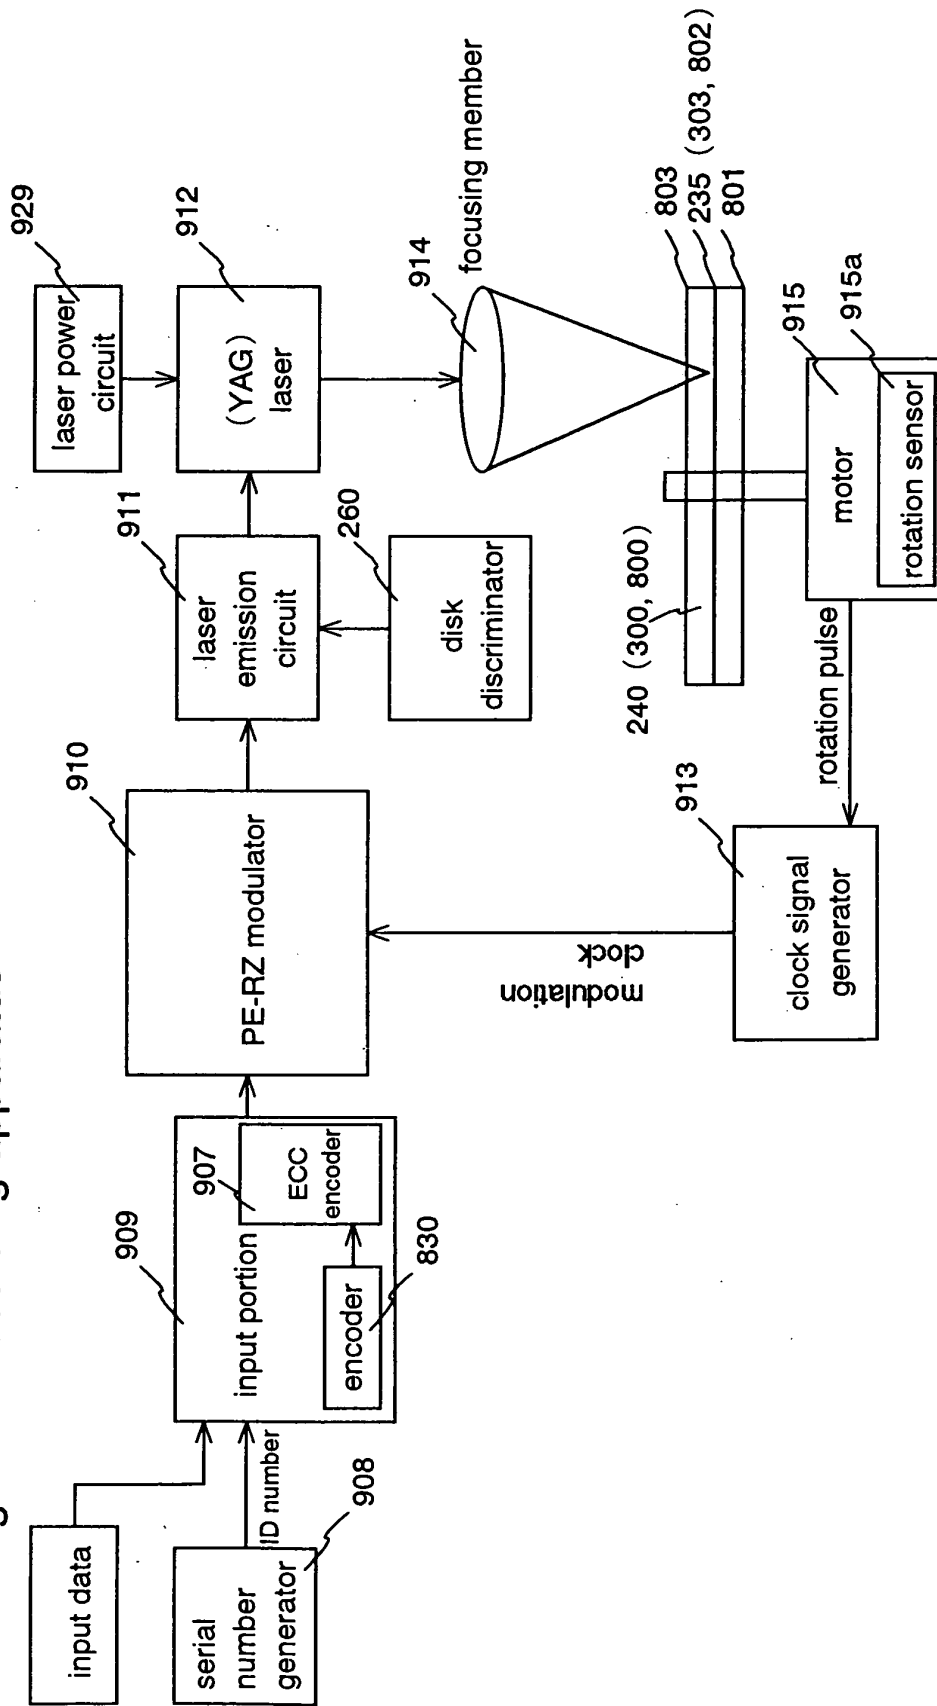 929
laser power
circuit
912
(YAG)
laser
914
focusing member
911
laser
emission
circuit
260
disk
discriminator
803
235 (303, 802)
801
240 (300, 800)
915
motor
915a
rotation sensor
rotation pulse
913
clock signal
generator
modulation
clock
910
PE-RZ modulator
909
input portion
907
ECC
encoder
encoder
830
input data
ID number
serial
number
generator
908